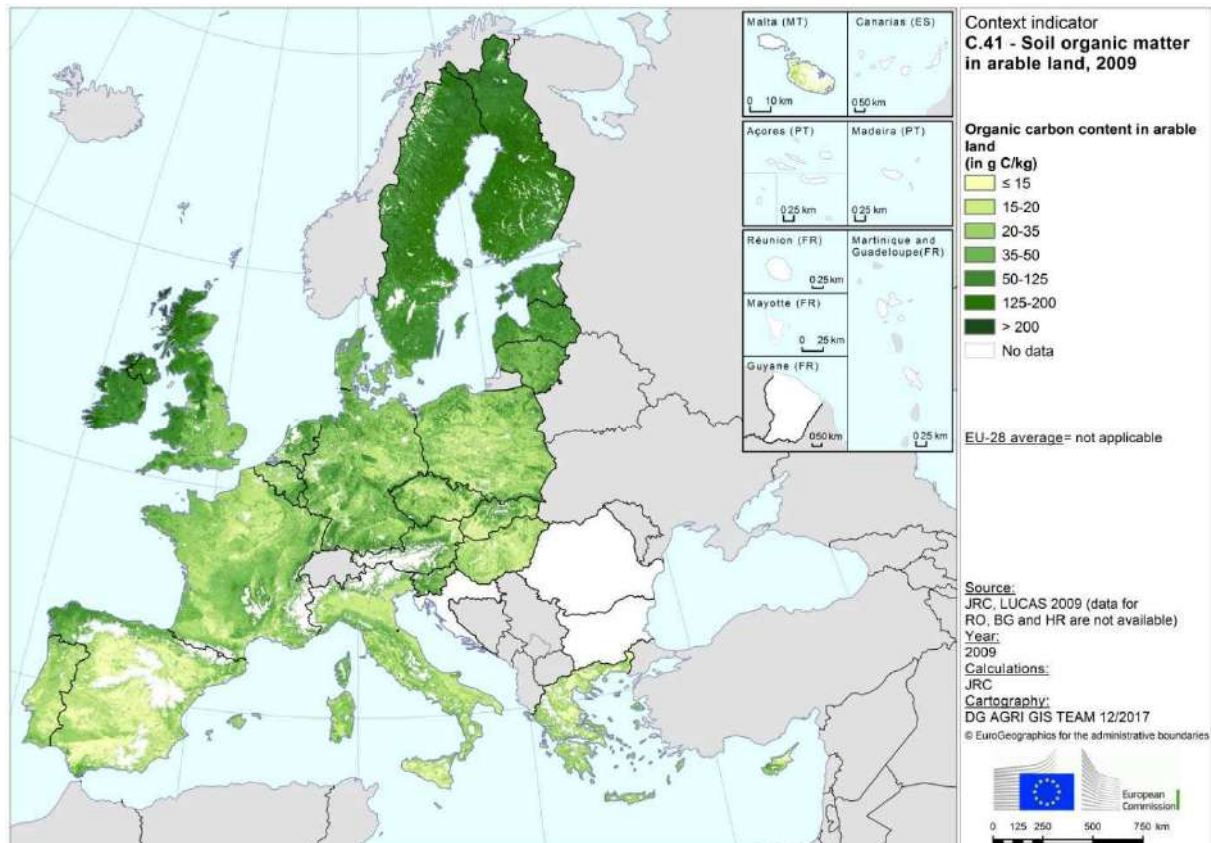 Context indicator
C.41 - Soil organic matter
in arable land, 2009
Malta (MT)
0 10 km
Canarias (ES)
0 50 km
Açores (PT)
0 25 km
Madeira (PT)
0 25 km
Réunion (FR)
0 25 km
Martinique and
Guadeloupe(FR)
0 25 km
Mayotte (FR)
0 25 km
Guyane (FR)
0 50 km
Organic carbon content in arable
land
(in g C/kg)
≤ 15
15-20
20-35
35-50
50-125
125-200
> 200
No data
EU-28 average= not applicable
Source:
JRC, LUCAS 2009 (data for
RO, BG and HR are not available)
Year:
2009
Calculations:
JRC
Cartography:
DG AGRI GIS TEAM 12/2017
© EuroGeographics for the administrative boundaries
European
Commission
0 125 250 500 750 km